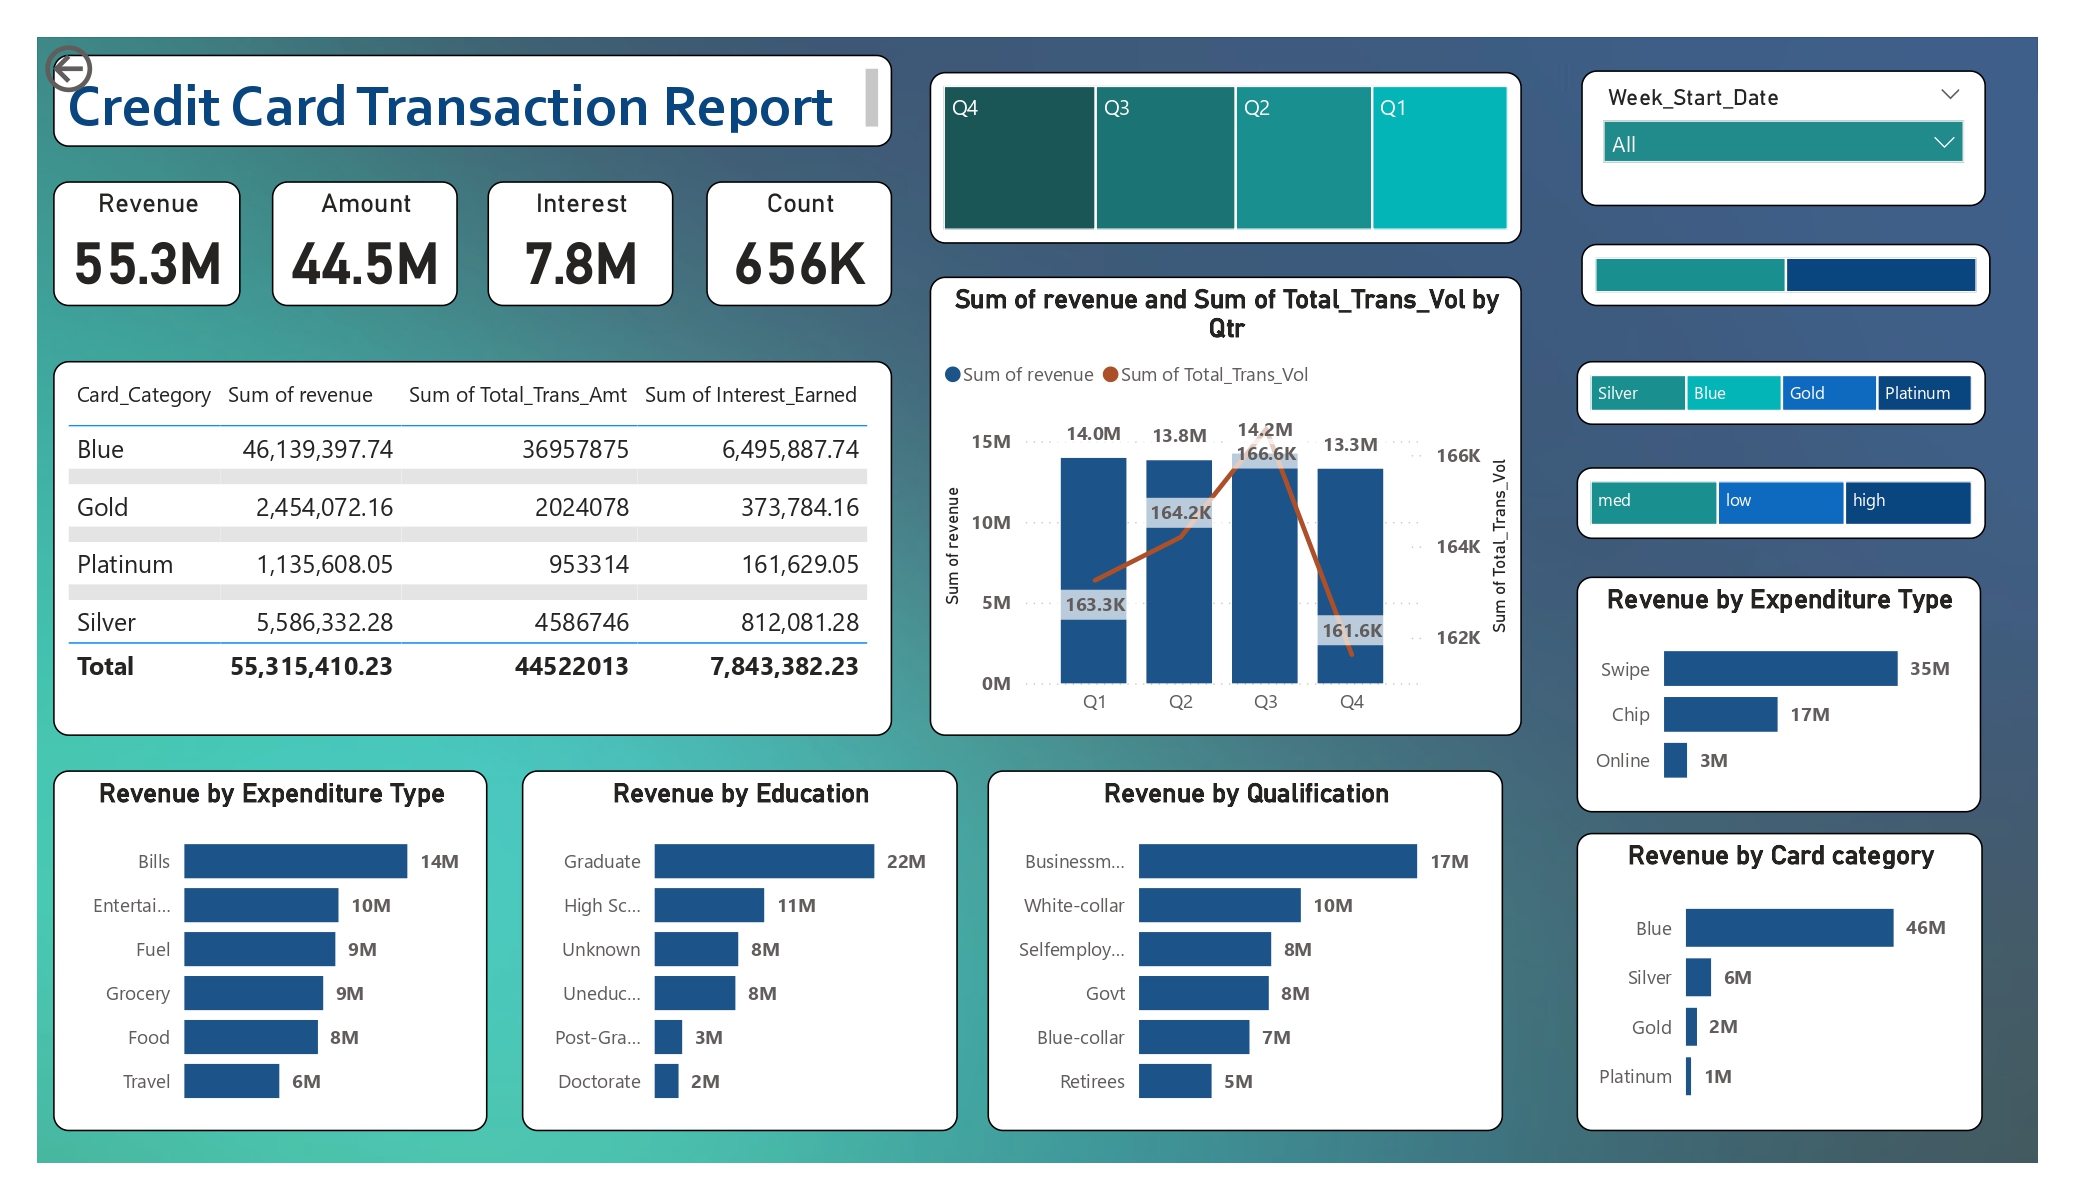 Credit Card Transaction Report
Revenue
55.3M
Amount
44.5M
Interest
7.8M
Count
656K
Q4
Q3
Q2
Q1
Week_Start_Date
All
Silver
Blue
Gold
Platinum
med
low
high
Card_Category Sum of revenue Sum of Total_Trans_Amt Sum of Interest_Earned
Blue 46,139,397.74 36957875 6,495,887.74
Gold 2,454,072.16 2024078 373,784.16
Platinum 1,135,608.05 953314 161,629.05
Silver 5,586,332.28 4586746 812,081.28
Total 55,315,410.23 44522013 7,843,382.23
Sum of revenue and Sum of Total_Trans_Vol by
Qtr
Sum of revenue Sum of Total_Trans_Vol
Sum of revenue
15M
10M
5M
0M
14.0M
13.8M
14.2M
13.3M
163.3K
164.2K
166.6K
161.6K
166K
164K
162K
Sum of Total_Trans_Vol
Q1
Q2
Q3
Q4
Revenue by Expenditure Type
Swipe 35M
Chip 17M
Online 3M
Revenue by Expenditure Type
Bills 14M
Entertai... 10M
Fuel 9M
Grocery 9M
Food 8M
Travel 6M
Revenue by Education
Graduate 22M
High Sc... 11M
Unknown 8M
Uneduc... 8M
Post-Gra... 3M
Doctorate 2M
Revenue by Qualification
Businessm... 17M
White-collar 10M
Selfemploy... 8M
Govt 8M
Blue-collar 7M
Retirees 5M
Revenue by Card category
Blue 46M
Silver 6M
Gold 2M
Platinum 1M